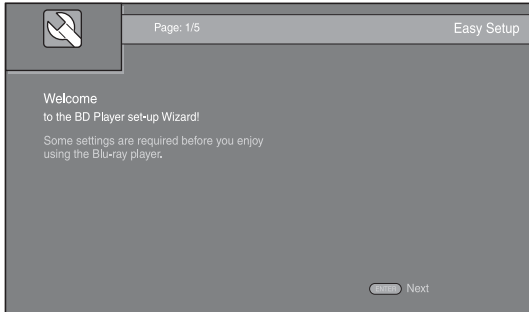 Page: 1/5
Easy Setup
Welcome
to the BD Player set-up Wizard!
Some settings are required before you enjoy
using the Blu-ray player.
ENTER Next